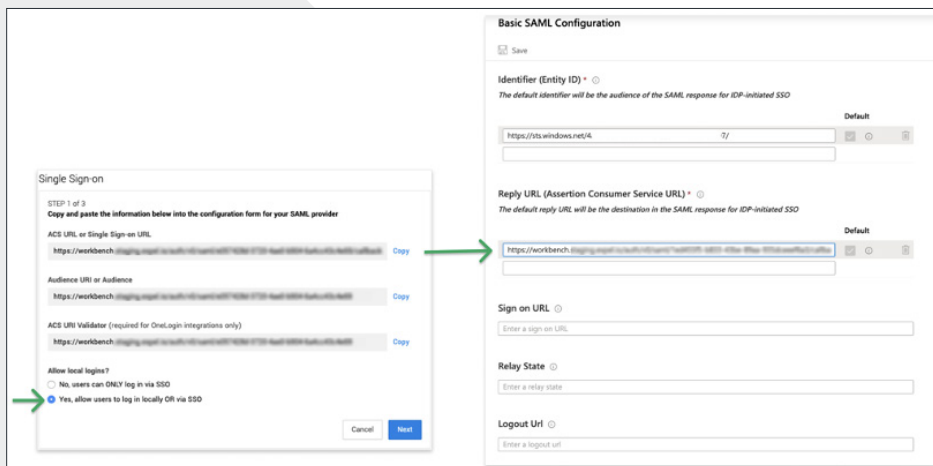 Single Sign-on
STEP 1 of 3
Copy and paste the information below into the configuration form for your SAML provider
ACS URL or Single Sign-on URL
https://workbench.
Copy
Audience URI or Audience
https://workbench.
Copy
ACS URI Validator (required for OneLogin integrations only)
https://workbench.
Copy
Allow local logins?
No, users can ONLY log in via SSO
Yes, allow users to log in locally OR via SSO
Cancel Next
Basic SAML Configuration
Save
Identifier (Entity ID) *
The default identifier will be the audience of the SAML response for IDP-initiated SSO
Default
https://sts.windows.net/4 7/
Reply URL (Assertion Consumer Service URL) *
The default reply URL will be the destination in the SAML response for IDP-initiated SSO
Default
https://workbench.
Sign on URL
Enter a sign on URL
Relay State
Enter a relay state
Logout Url
Enter a logout url